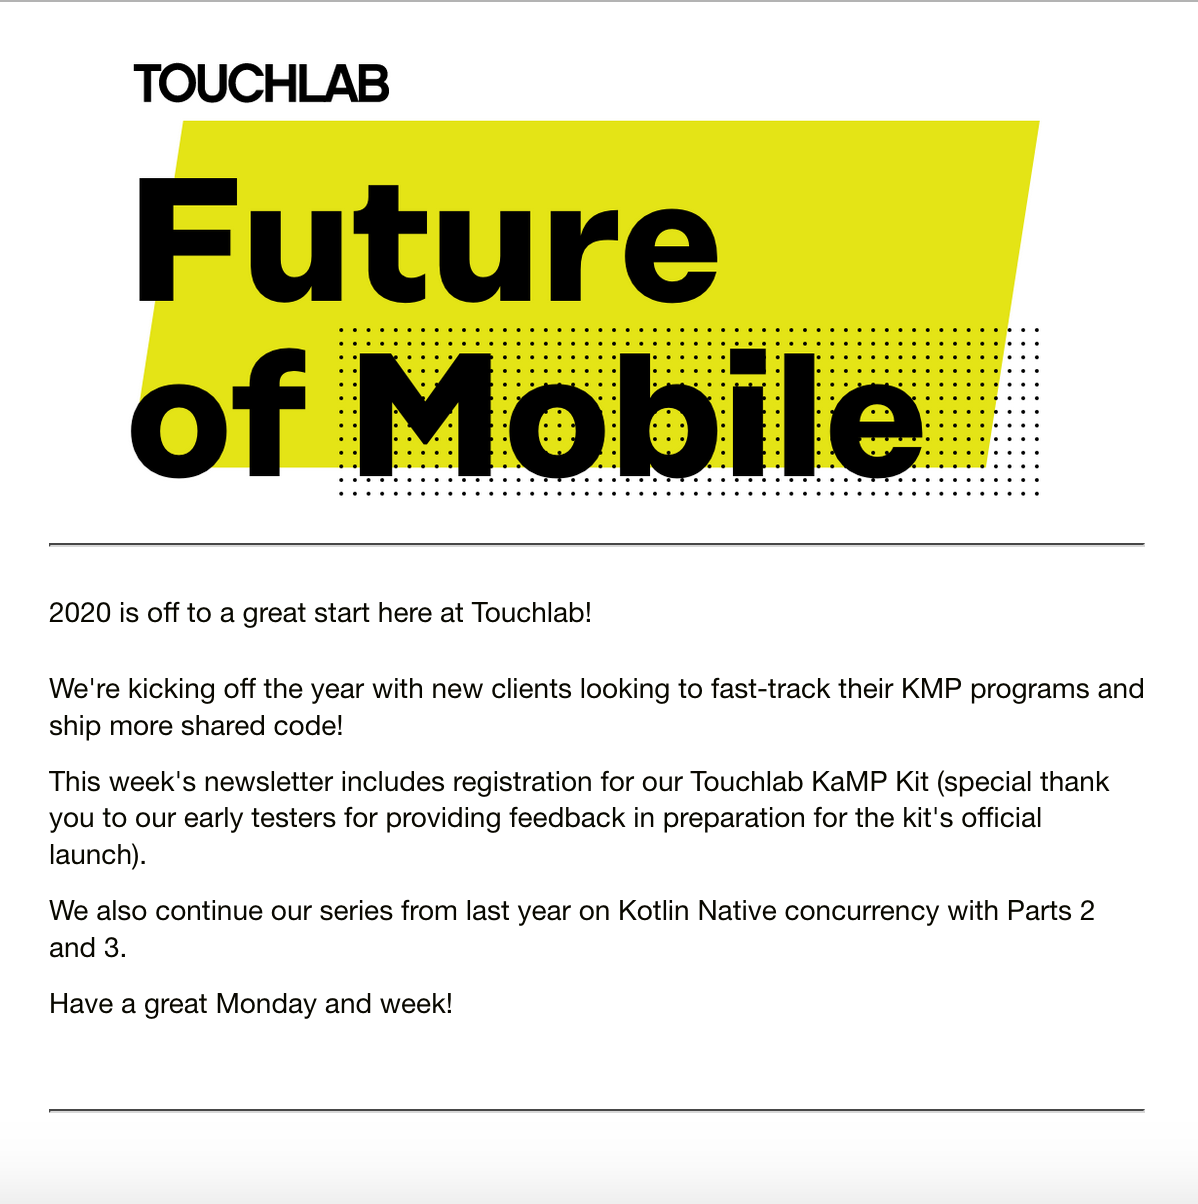 TOUCHLAB
Future
of Mobile
2020 is off to a great start here at Touchlab!
We're kicking off the year with new clients looking to fast-track their KMP programs and
ship more shared code!
This week's newsletter includes registration for our Touchlab KaMP Kit (special thank
you to our early testers for providing feedback in preparation for the kit's official
launch).
We also continue our series from last year on Kotlin Native concurrency with Parts 2
and 3.
Have a great Monday and week!